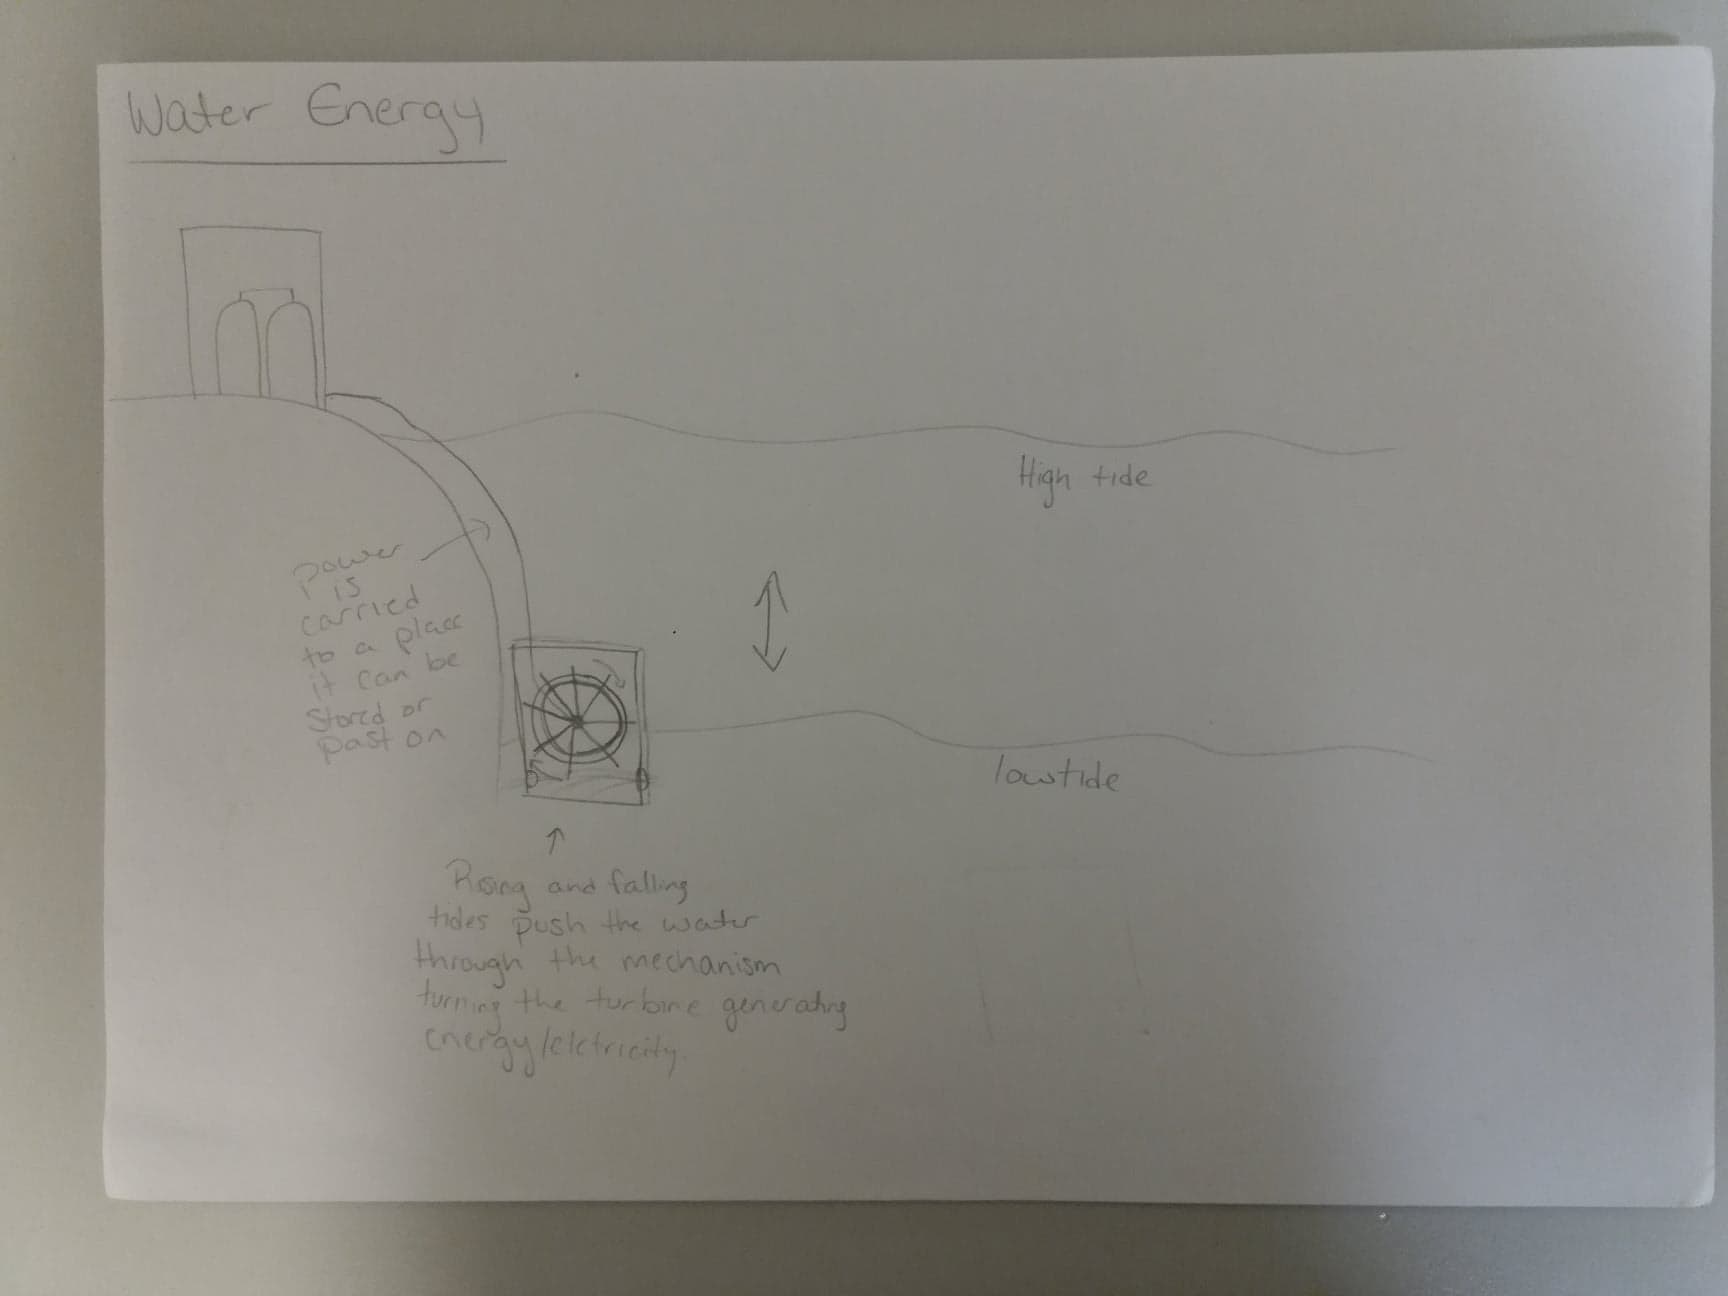 Water Energy
High tide
power
is
carried
to a place
it can be
stored or
past on
lowtide
Rising and falling
tides push the water
through the mechanism
turning the turbine generating
energy/elctricity.